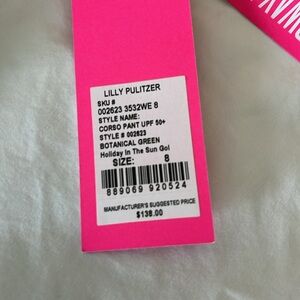 LILLY PULITZER
SKU #
002623 3532WE 8
STYLE NAME:
CORSO PANT UPF 50+
STYLE # 002623
BOTANICAL GREEN
Holiday In The Sun Gol
SIZE: 8
889069 920524
MANUFACTURER'S SUGGESTED PRICE
$138.00